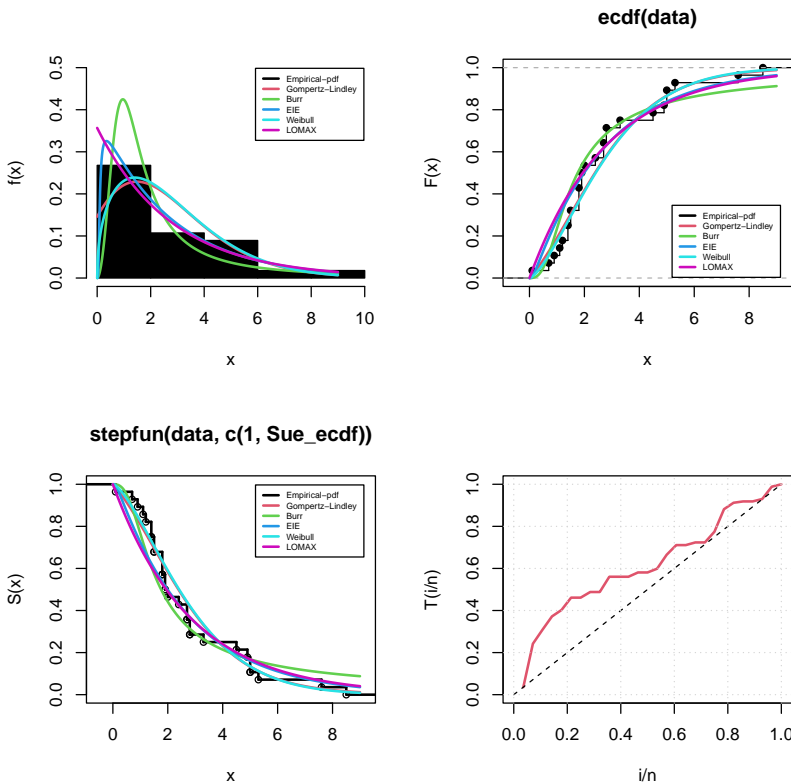 f(x)
0.0 0.1 0.2 0.3 0.4 0.5
Empirical−pdf
Gompertz−Lindley
Burr
EIE
Weibull
LOMAX
0 2 4 6 8 10
x
ecdf(data)
F(x)
0.0 0.2 0.4 0.6 0.8 1.0
Empirical−pdf
Gompertz−Lindley
Burr
EIE
Weibull
LOMAX
0 2 4 6 8
x
stepfun(data, c(1, Sue_ecdf))
S(x)
0.0 0.2 0.4 0.6 0.8 1.0
Empirical−pdf
Gompertz−Lindley
Burr
EIE
Weibull
LOMAX
0 2 4 6 8
x
T(i/n)
0.0 0.2 0.4 0.6 0.8 1.0
0.0 0.2 0.4 0.6 0.8 1.0
i/n